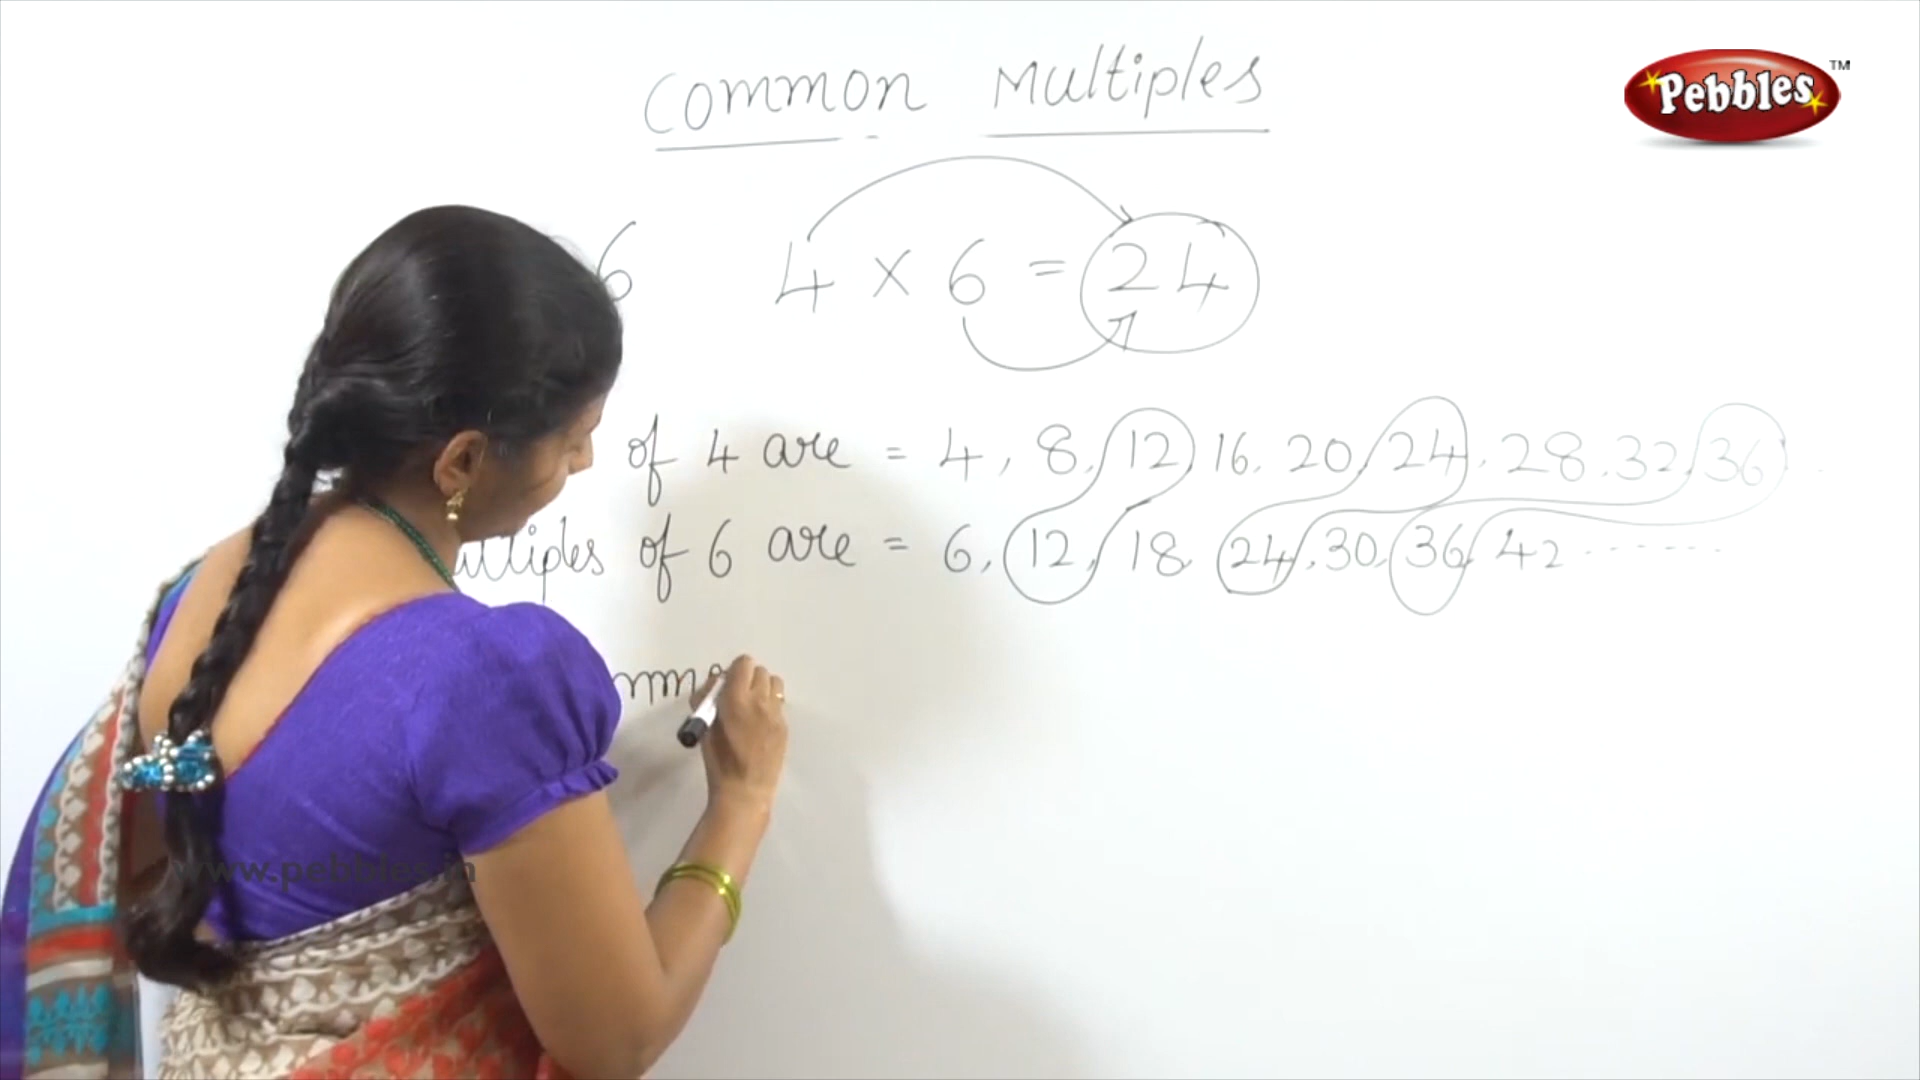 Common Multiples
Pebbles TM
6 4 × 6 = 24
of 4 are = 4, 8, 12, 16, 20, 24, 28, 32, 36
of 6 are = 6, 12, 18, 24, 30, 36, 42 .......
www.pebbles.in